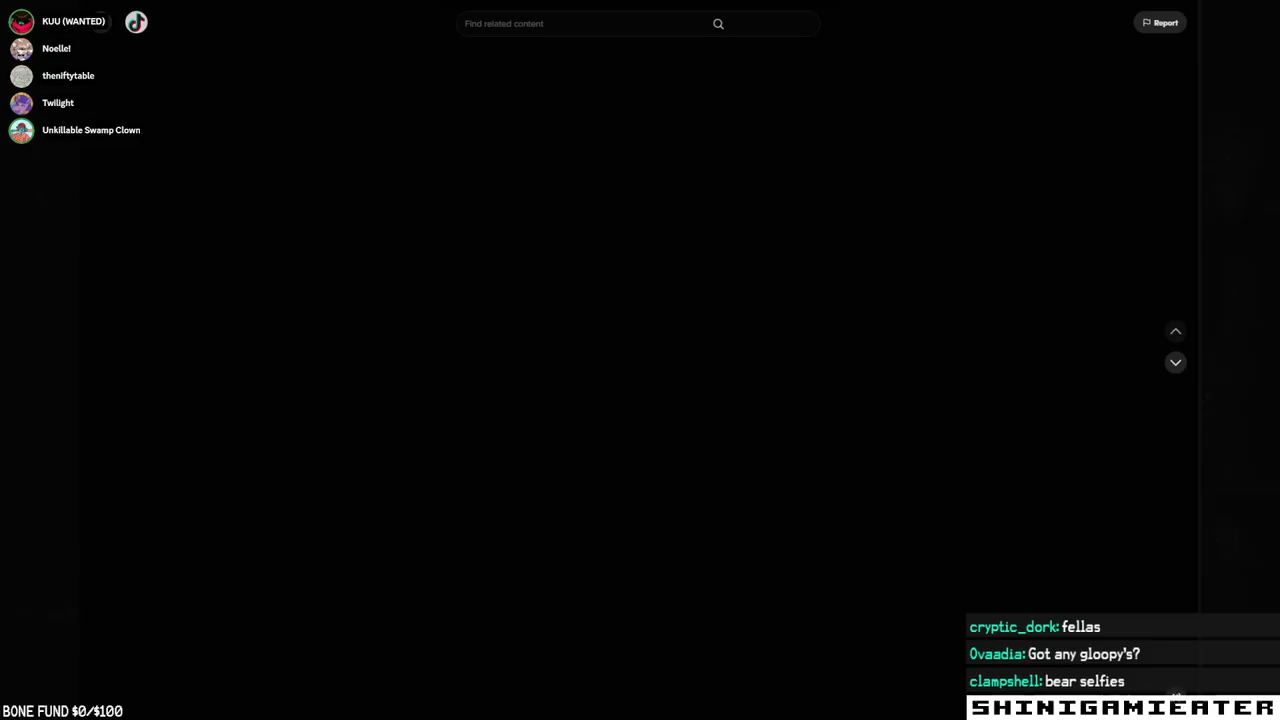 KUU (WANTED)
Find related content
Report
Noelle!
theniftytable
Twilight
Unkillable Swamp Clown
cryptic_dork: fellas
Ovaadia: Got any gloopy's?
clampshell: bear selfies
BONE FUND $0/$100
SHINIGAMIEATER